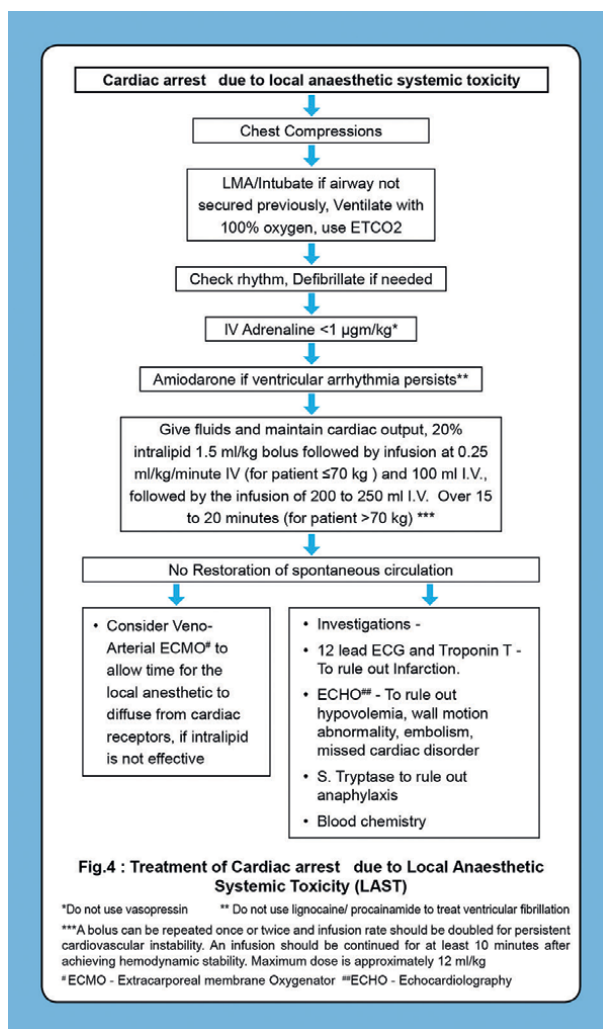 Cardiac arrest due to local anaesthetic systemic toxicity
Chest Compressions
LMA/Intubate if airway not
secured previously, Ventilate with
100% oxygen, use ETCO2
Check rhythm, Defibrillate if needed
IV Adrenaline <1 µgm/kg*
Amiodarone if ventricular arrhythmia persists**
Give fluids and maintain cardiac output, 20%
intralipid 1.5 ml/kg bolus followed by infusion at 0.25
ml/kg/minute IV (for patient ≤70 kg ) and 100 ml I.V.,
followed by the infusion of 200 to 250 ml I.V. Over 15
to 20 minutes (for patient >70 kg) ***
No Restoration of spontaneous circulation
• Consider Veno-
Arterial ECMO# to
allow time for the
local anesthetic to
diffuse from cardiac
receptors, if intralipid
is not effective
• Investigations -
• 12 lead ECG and Troponin T -
To rule out Infarction.
• ECHO## - To rule out
hypovolemia, wall motion
abnormality, embolism,
missed cardiac disorder
• S. Tryptase to rule out
anaphylaxis
• Blood chemistry
Fig.4 : Treatment of Cardiac arrest due to Local Anaesthetic
Systemic Toxicity (LAST)
*Do not use vasopressin ** Do not use lignocaine/ procainamide to treat ventricular fibrillation
***A bolus can be repeated once or twice and infusion rate should be doubled for persistent
cardiovascular instability. An infusion should be continued for at least 10 minutes after
achieving hemodynamic stability. Maximum dose is approximately 12 ml/kg
# ECMO - Extracorporeal membrane Oxygenator ##ECHO - Echocardiology